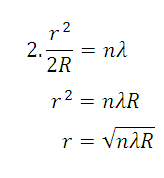 2. r²/2R = nλ
r² = nλR
r = √nλR